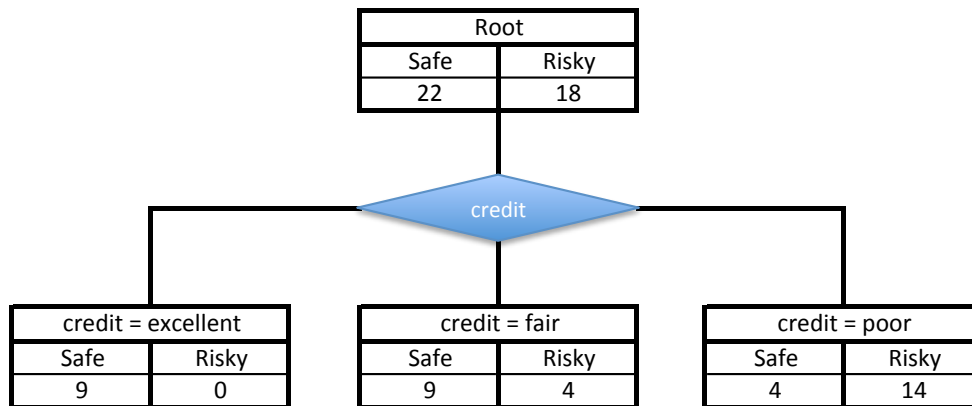 Root
Safe Risky
22 18
credit
credit = excellent credit = fair credit = poor
Safe Risky Safe Risky Safe Risky
9 0 9 4 4 14